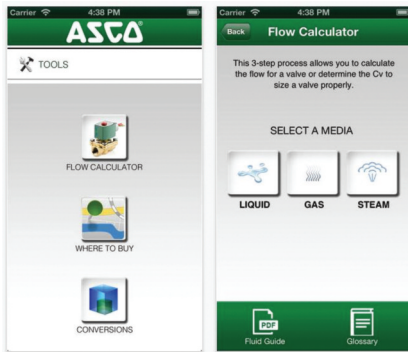 Carrier 4:38 PM
ASCO
TOOLS
FLOW CALCULATOR
WHERE TO BUY
CONVERSIONS
Carrier 4:38 PM
Back Flow Calculator
This 3-step process allows you to calculate
the flow for a valve or determine the Cv to
size a valve properly.
SELECT A MEDIA
LIQUID GAS STEAM
PDF
Fluid Guide Glossary